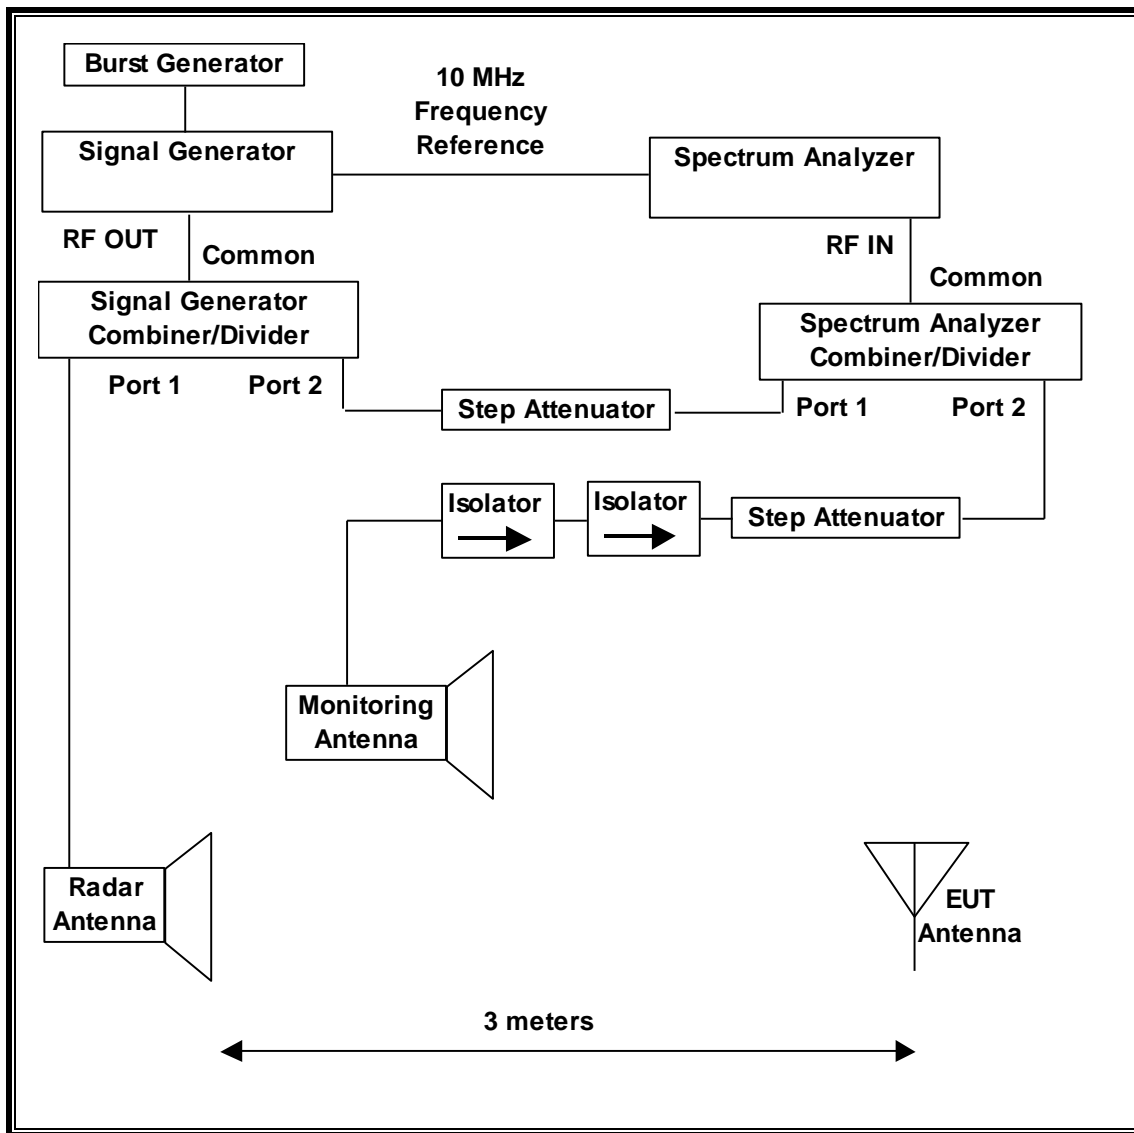 Burst Generator
10 MHz
Frequency
Reference
Signal Generator
Spectrum Analyzer
RF OUT
Common
RF IN
Common
Signal Generator
Combiner/Divider
Spectrum Analyzer
Combiner/Divider
Port 1
Port 2
Step Attenuator
Port 1
Port 2
Isolator
Isolator
Step Attenuator
Monitoring
Antenna
Radar
Antenna
EUT
Antenna
3 meters